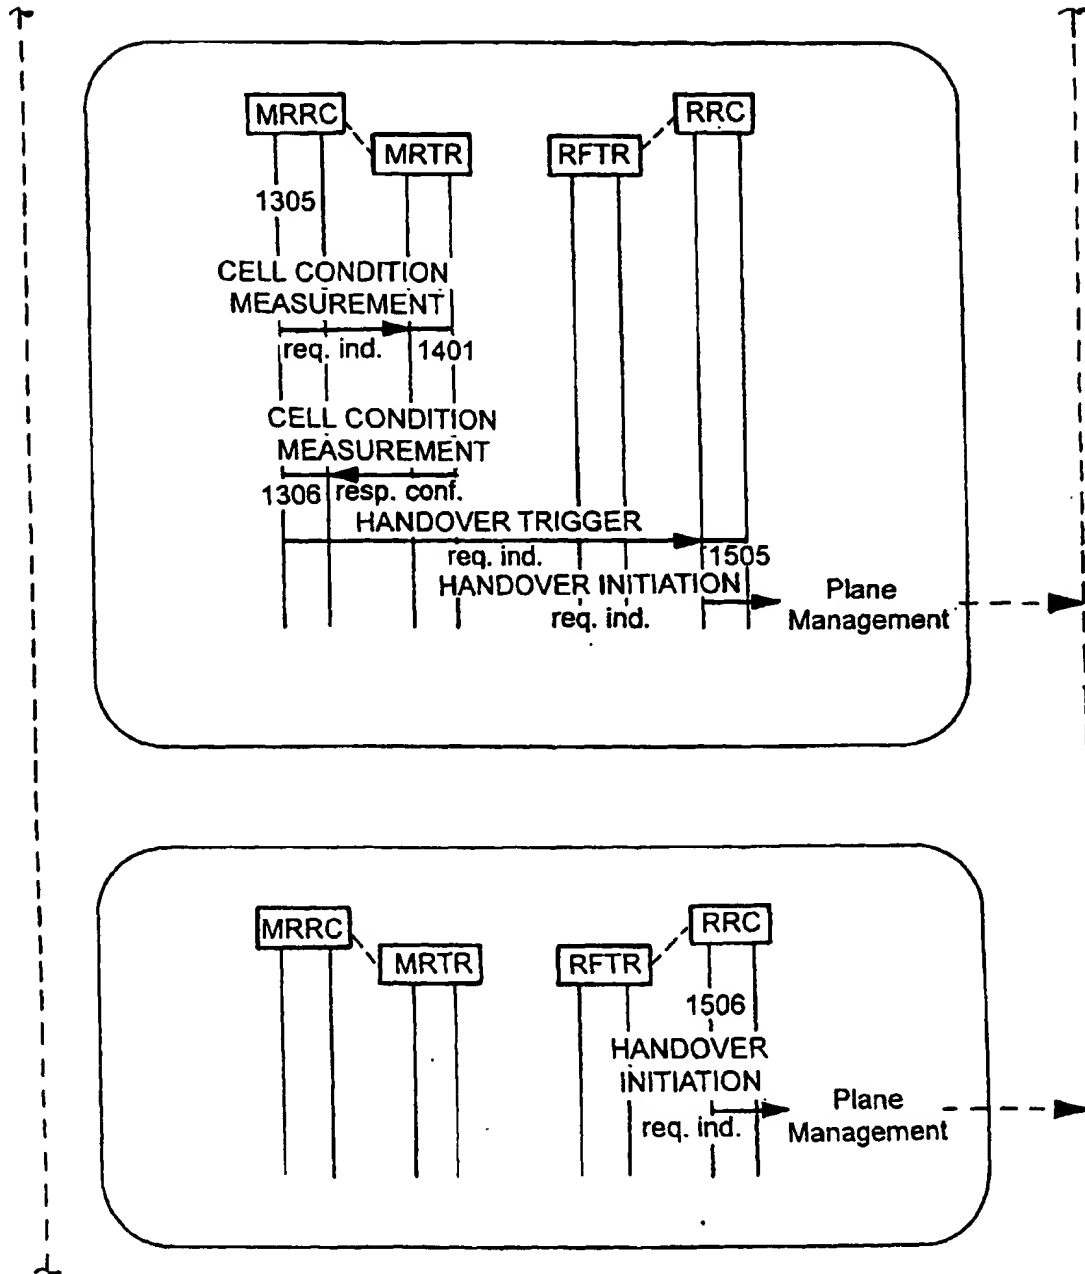 MRRC
RRC
MRTR
RFTR
1305
CELL CONDITION
MEASUREMENT
req. ind.
1401
CELL CONDITION
MEASUREMENT
1306
resp. conf.
HANDOVER TRIGGER
req. ind.
1505
HANDOVER INITIATION
req. ind.
Plane
Management
MRRC
RRC
MRTR
RFTR
1506
HANDOVER
INITIATION
req. ind.
Plane
Management